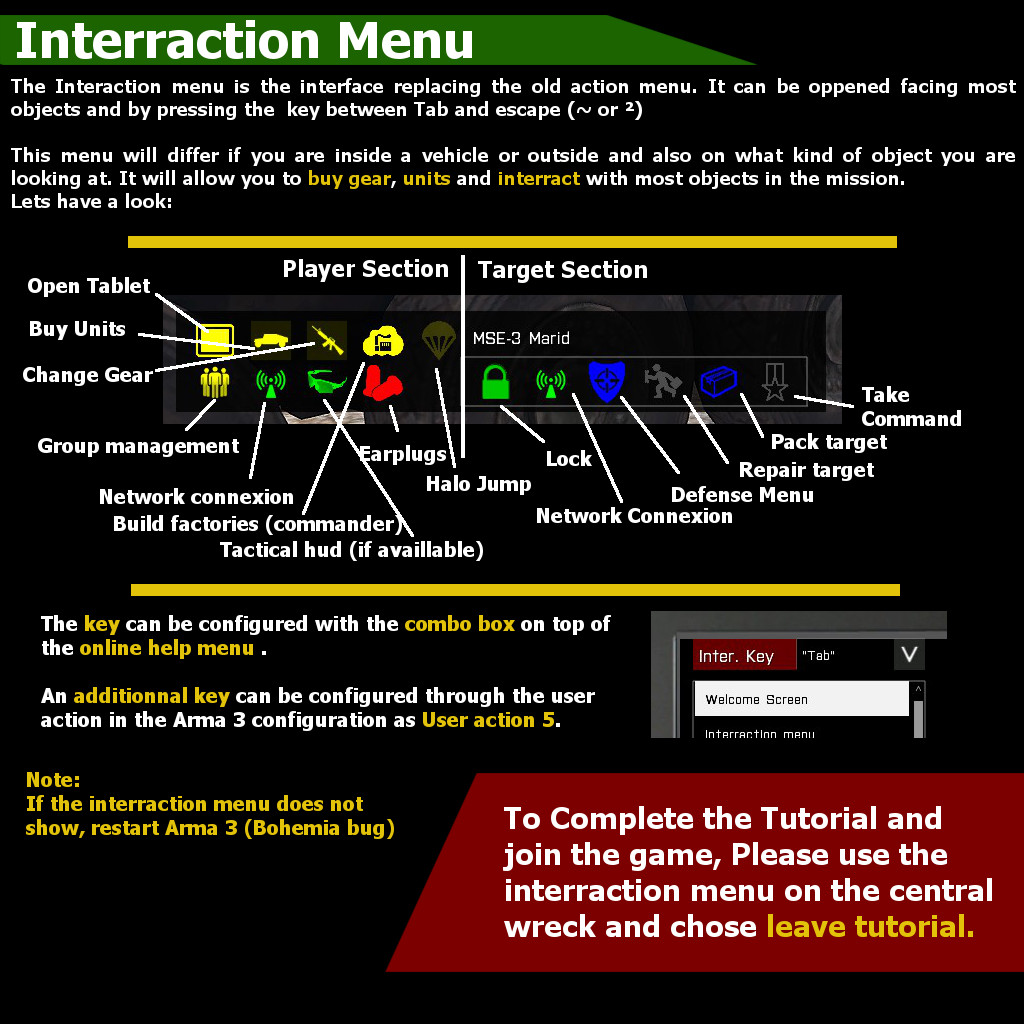 Interraction Menu
The Interaction menu is the interface replacing the old action menu. It can be oppened facing most
objects and by pressing the key between Tab and escape (~ or ²)
This menu will differ if you are inside a vehicle or outside and also on what kind of object you are
looking at. It will allow you to buy gear, units and interract with most objects in the mission.
Lets have a look:
Player Section
Target Section
Open Tablet
Buy Units
Change Gear
MSE-3 Marid
Take
Command
Group management
Earplugs
Lock
Pack target
Halo Jump
Repair target
Network connexion
Defense Menu
Build factories (commander)
Network Connexion
Tactical hud (if availlable)
The key can be configured with the combo box on top of
the online help menu .
An additionnal key can be configured through the user
action in the Arma 3 configuration as User action 5.
Inter. Key "Tab" V
Welcome Screen
Interraction menu
Note:
If the interraction menu does not
show, restart Arma 3 (Bohemia bug)
To Complete the Tutorial and
join the game, Please use the
interraction menu on the central
wreck and chose leave tutorial.